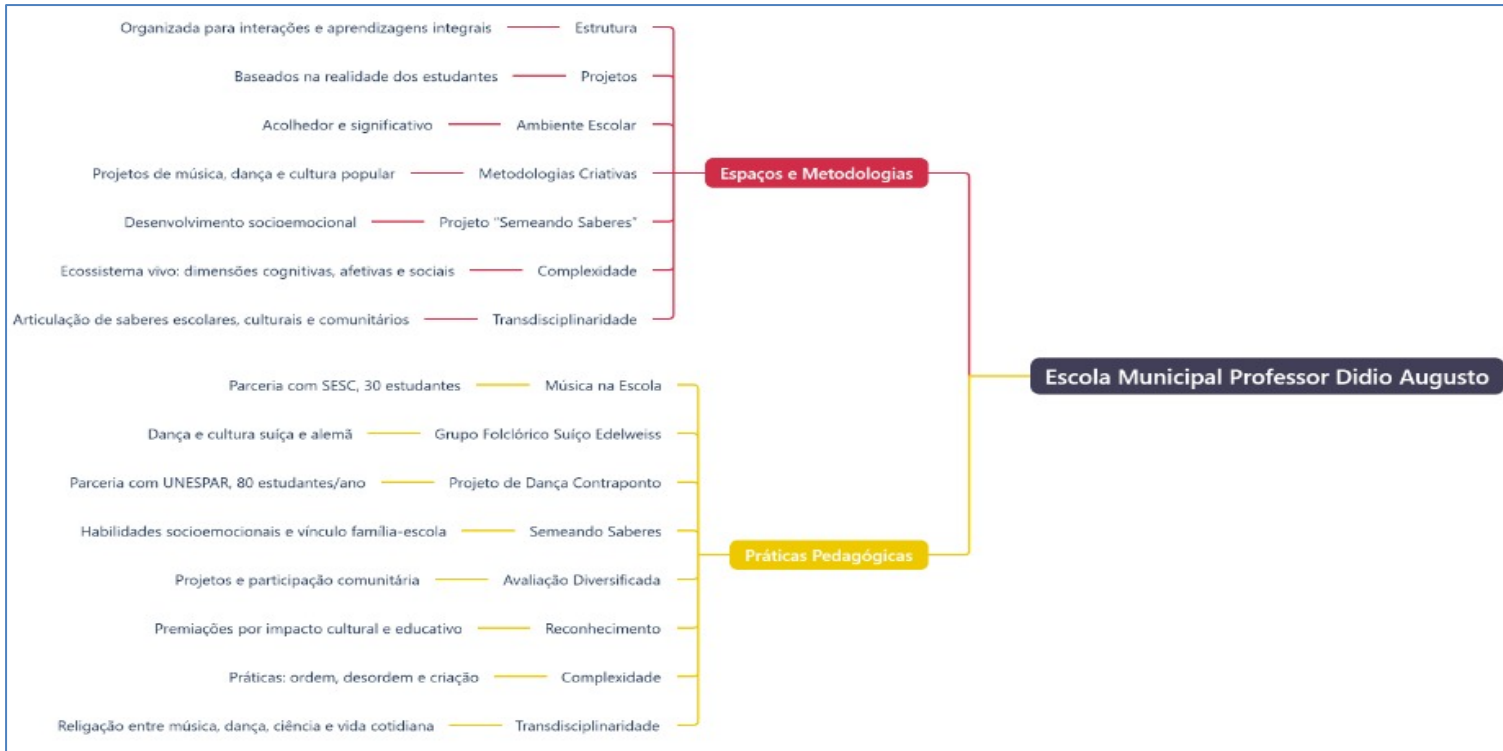 Organizada para interações e aprendizagens integrais Estrutura
Baseados na realidade dos estudantes Projetos
Acolhedor e significativo Ambiente Escolar
Projetos de música, dança e cultura popular Metodologias Criativas
Espaços e Metodologias
Desenvolvimento socioemocional Projeto "Semeando Saberes"
Ecossistema vivo: dimensões cognitivas, afetivas e sociais Complexidade
Articulação de saberes escolares, culturais e comunitários Transdisciplinaridade
Escola Municipal Professor Didio Augusto
Parceria com SESC, 30 estudantes Música na Escola
Dança e cultura suíça e alemã Grupo Folclórico Suíço Edelweiss
Parceria com UNESPAR, 80 estudantes/ano Projeto de Dança Contraponto
Habilidades socioemocionais e vínculo família-escola Semeando Saberes
Práticas Pedagógicas
Projetos e participação comunitária Avaliação Diversificada
Premiações por impacto cultural e educativo Reconhecimento
Práticas: ordem, desordem e criação Complexidade
Religação entre música, dança, ciência e vida cotidiana Transdisciplinaridade